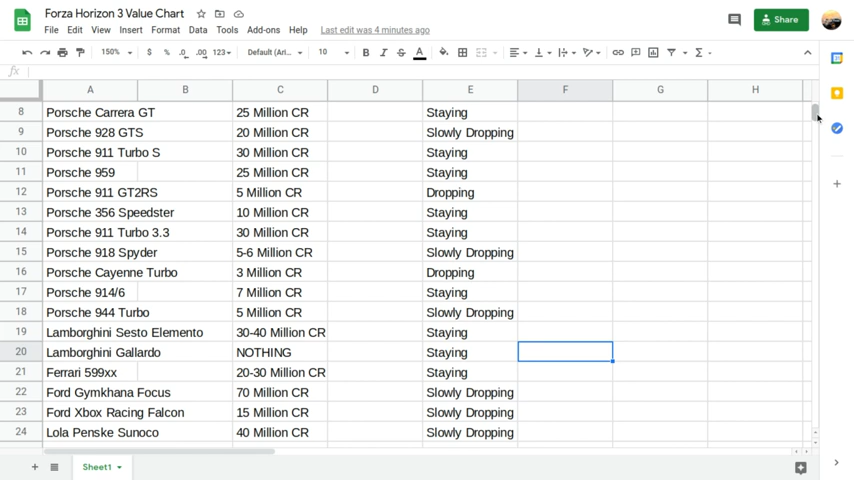 Forza Horizon 3 Value Chart
File Edit View Insert Format Data Tools Add-ons Help Last edit was 4 minutes ago
Share
150% $ % .0 .00 123 Default (Ari... 10 B I S A
fx
A B C D E F G H
8 Porsche Carrera GT 25 Million CR Staying
9 Porsche 928 GTS 20 Million CR Slowly Dropping
10 Porsche 911 Turbo S 30 Million CR Staying
11 Porsche 959 25 Million CR Staying
12 Porsche 911 GT2RS 5 Million CR Dropping
13 Porsche 356 Speedster 10 Million CR Staying
14 Porsche 911 Turbo 3.3 30 Million CR Staying
15 Porsche 918 Spyder 5-6 Million CR Slowly Dropping
16 Porsche Cayenne Turbo 3 Million CR Dropping
17 Porsche 914/6 7 Million CR Staying
18 Porsche 944 Turbo 5 Million CR Slowly Dropping
19 Lamborghini Sesto Elemento 30-40 Million CR Staying
20 Lamborghini Gallardo NOTHING Staying
21 Ferrari 599xx 20-30 Million CR Staying
22 Ford Gymkhana Focus 70 Million CR Slowly Dropping
23 Ford Xbox Racing Falcon 15 Million CR Slowly Dropping
24 Lola Penske Sunoco 40 Million CR Slowly Dropping
Sheet1